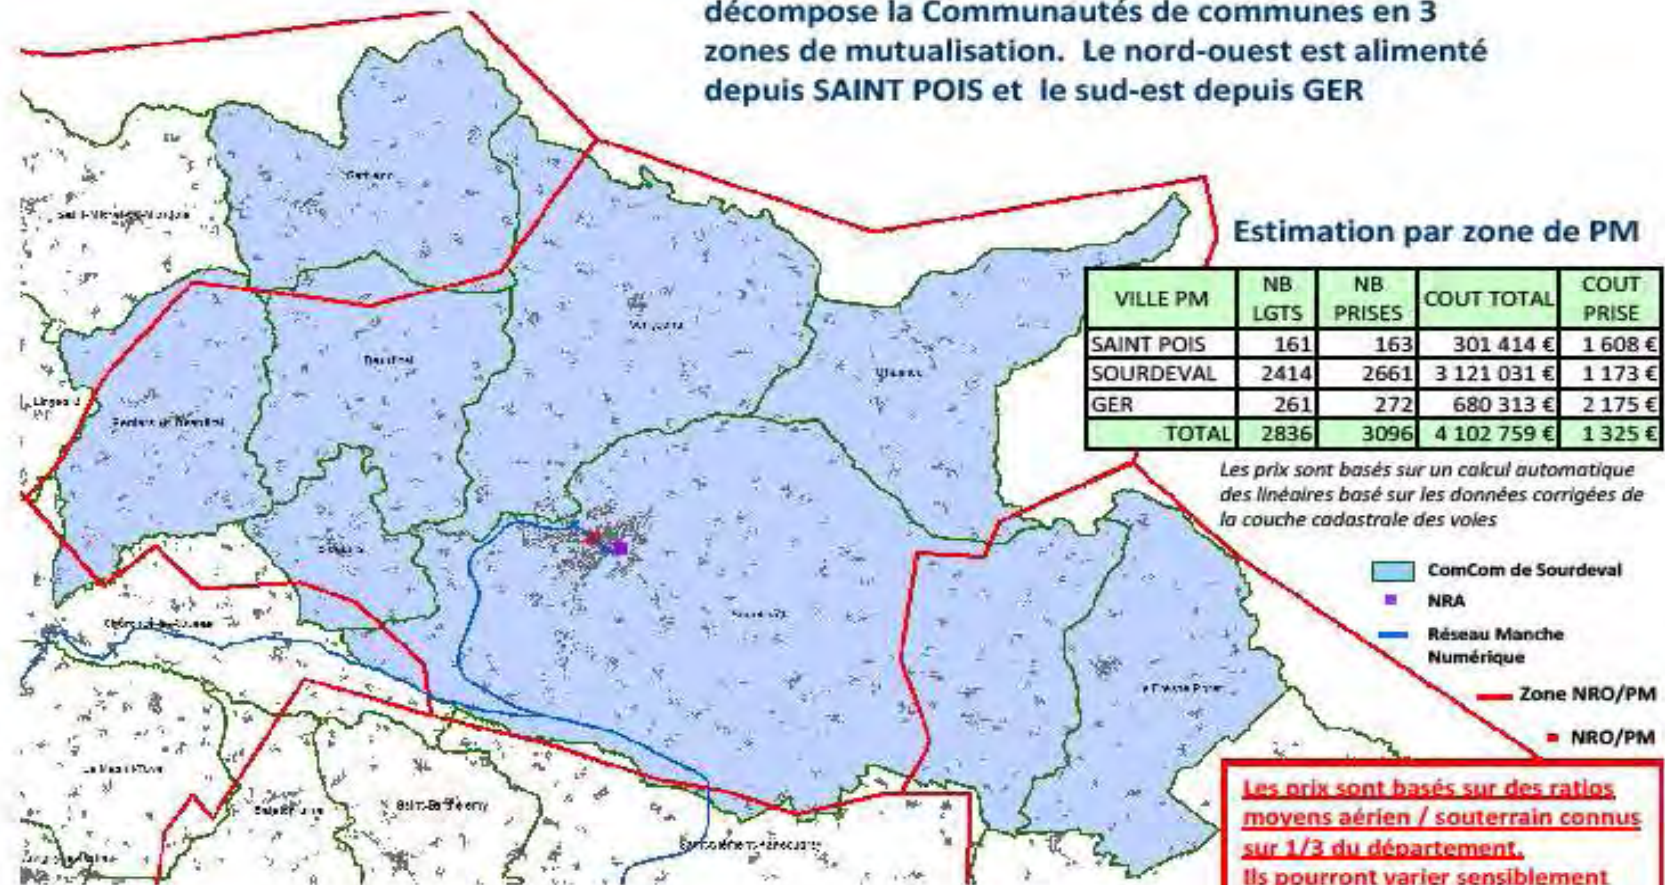 décompose la Communautés de communes en 3
zones de mutualisation. Le nord-ouest est alimenté
depuis SAINT POIS et le sud-est depuis GER
Estimation par zone de PM
VILLE PM NB LGTS NB PRISES COUT TOTAL COUT PRISE
SAINT POIS 161 163 301 414 € 1 608 €
SOURDEVAL 2414 2661 3 121 031 € 1 173 €
GER 261 272 680 313 € 2 175 €
TOTAL 2836 3096 4 102 759 € 1 325 €
Les prix sont basés sur un calcul automatique
des linéaires basé sur les données corrigées de
la couche cadastrale des voies
ComCom de Sourdeval
NRA
Réseau Manche
Numérique
Zone NRO/PM
NRO/PM
Les prix sont basés sur des ratios
moyens aérien / souterrain connus
sur 1/3 du département.
Ils pourront varier sensiblement
Saint-Barthélemy